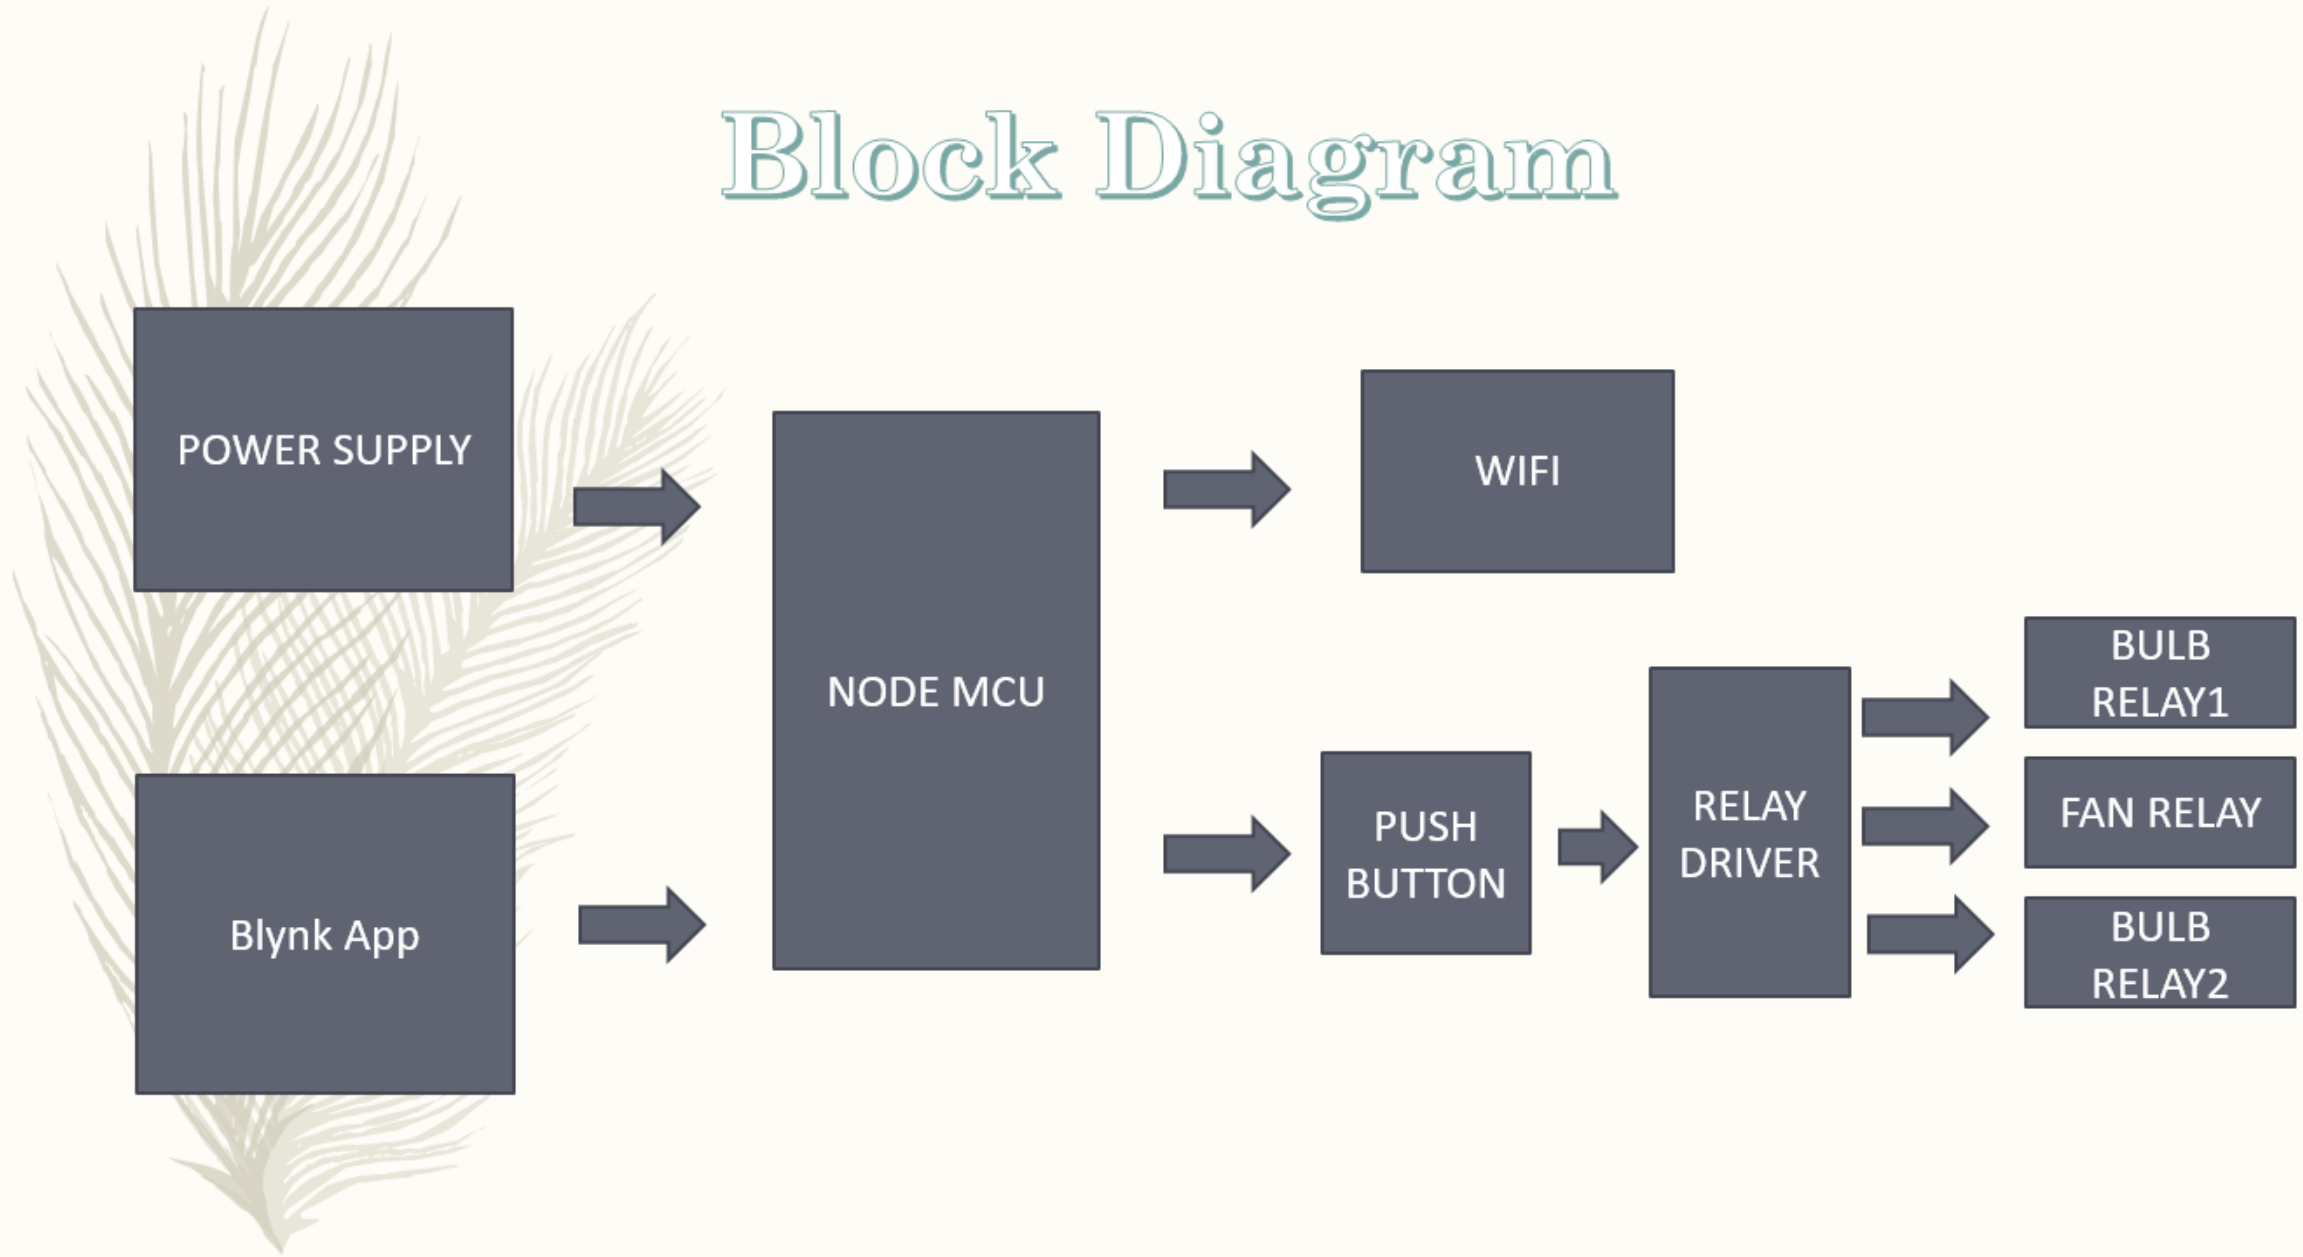 Block Diagram
POWER SUPPLY
Blynk App
NODE MCU
WIFI
PUSH
BUTTON
RELAY
DRIVER
BULB
RELAY1
FAN RELAY
BULB
RELAY2